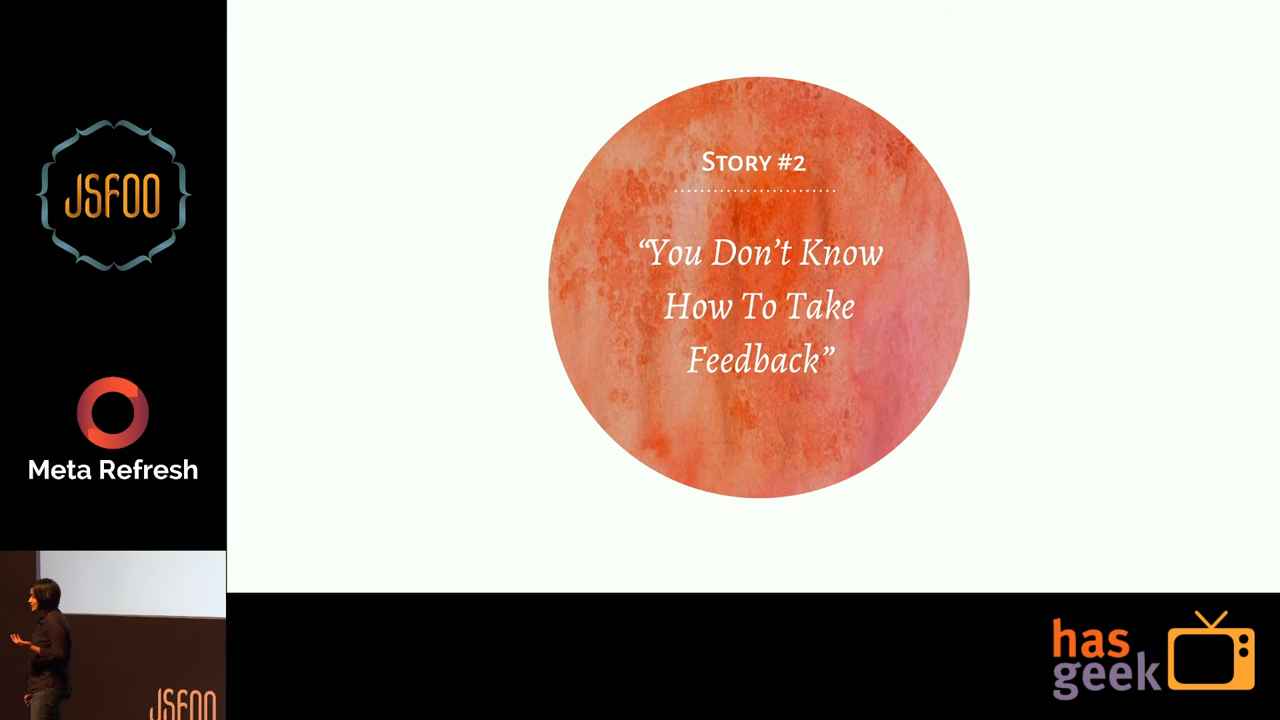 JSFOO
Meta Refresh
Story #2
“You Don’t Know
How To Take
Feedback”
JSFOO
has
geek